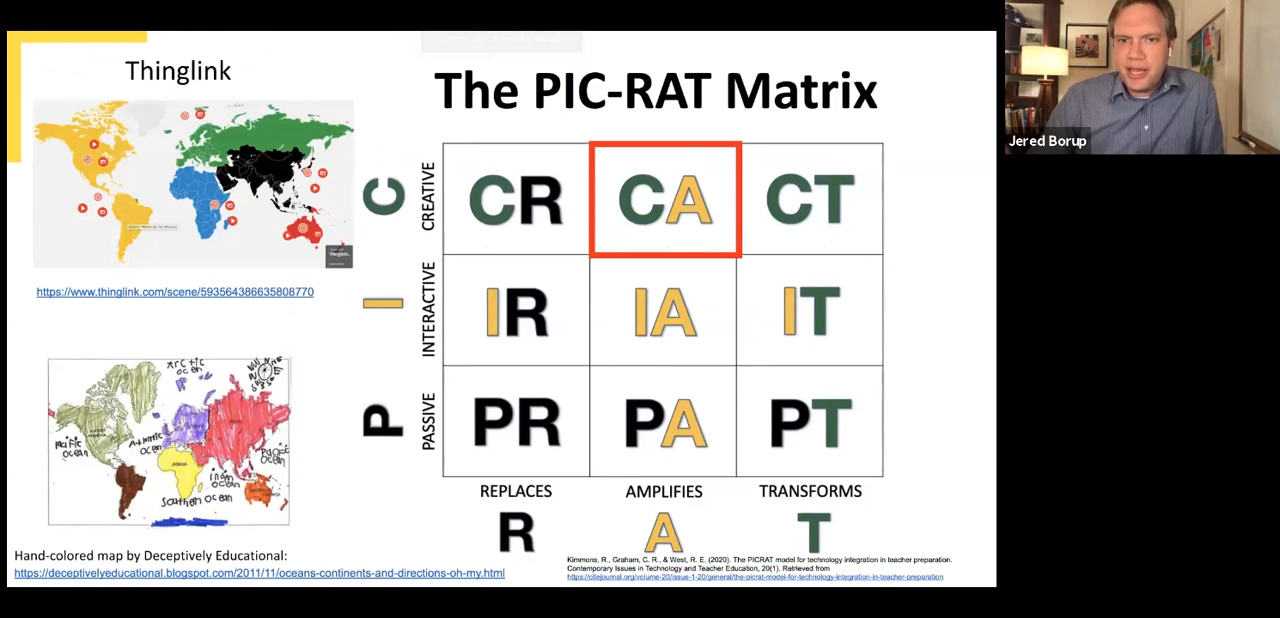 Thinglink
The PIC-RAT Matrix
Jered Borup
C
CREATIVE
CR
CA
CT
https://www.thinglink.com/scene/593564386635808770
I
INTERACTIVE
IR
IA
IT
Arctic
ocean
N
E
S
Pacific
ocean
Atlantic
ocean
AFRICA
Pacific
ocean
Indian
ocean
Southern ocean
P
PASSIVE
PR
PA
PT
REPLACES
AMPLIFIES
TRANSFORMS
R
A
T
Hand-colored map by Deceptively Educational:
https://deceptivelyeducational.blogspot.com/2011/11/oceans-continents-and-directions-oh-my.html
Kimmons, R., Graham, C. R., & West, R. E. (2020). The PICRAT model for technology integration in teacher preparation.
Contemporary Issues in Technology and Teacher Education, 20(1). Retrieved from
https://citejournal.org/volume-20/issue-1-20/general/the-picrat-model-for-technology-integration-in-teacher-preparation